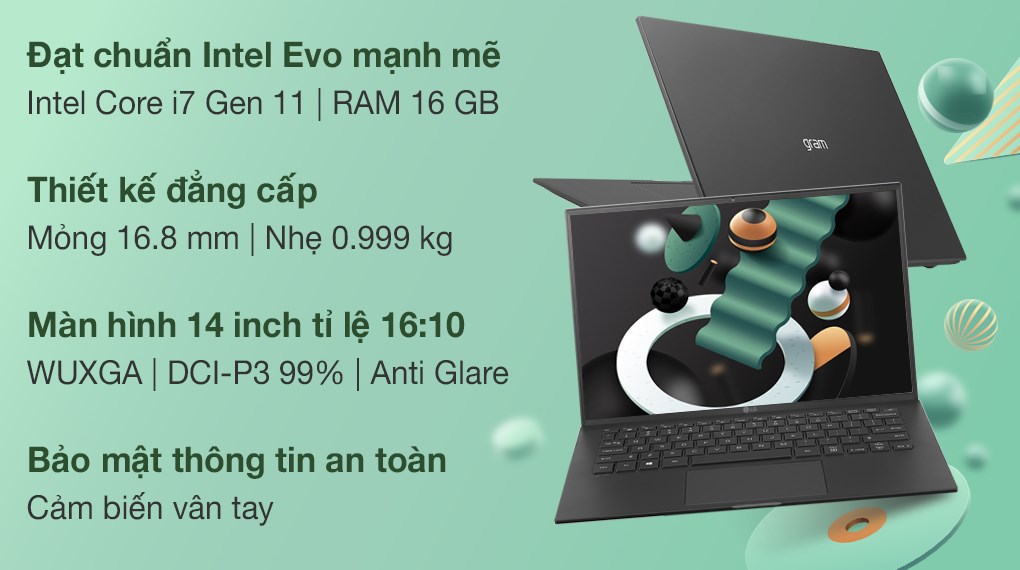 Đạt chuẩn Intel Evo mạnh mẽ
Intel Core i7 Gen 11 | RAM 16 GB
Thiết kế đẳng cấp
Mỏng 16.8 mm | Nhẹ 0.999 kg
Màn hình 14 inch tỉ lệ 16:10
WUXGA | DCI-P3 99% | Anti Glare
Bảo mật thông tin an toàn
Cảm biến vân tay
gram
LG